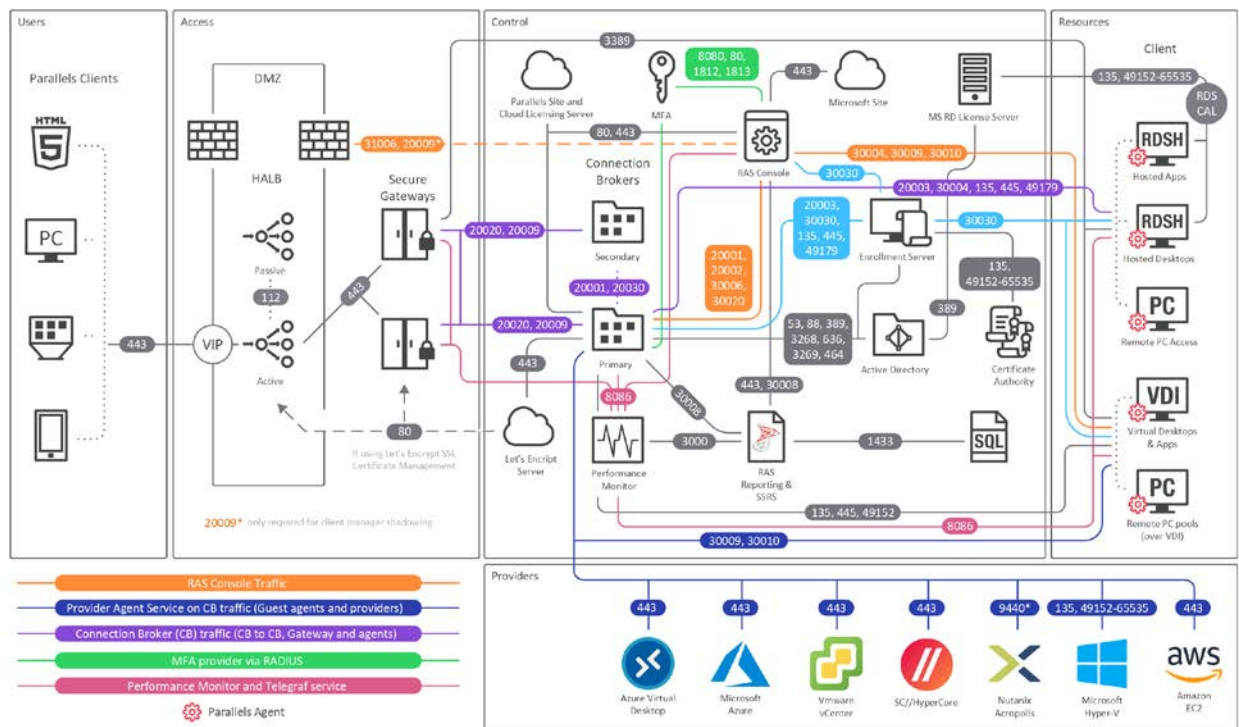 Users
Access
Control
Resources
Parallels Clients
HTML
5
PC
443
DMZ
HALB
Passive
112
VIP
Active
443
Secure
Gateways
80
If using Let's Encrypt SSL
Certificate Management
20009* only required for client manager shadowing
31006, 20009*
3389
Parallels Site and
Cloud Licensing Server
MFA
8080, 80,
1812, 1813
443
Microsoft Site
MS RD License Server
135, 49152-65535
RDS
CAL
80, 443
RAS Console
30004, 30009, 30010
Connection
Brokers
30030
20003, 30004, 135, 445, 49179
20020, 20009
Secondary
20003,
30030,
135, 445,
49179
30030
Enrollment Server
20001,
20002,
30006,
30020
20001, 20030
135,
49152-65535
389
20020, 20009
Primary
53, 88, 389,
3268, 636,
3269, 464
Active Directory
Certificate
Authority
443
443, 30008
8086
30008
Let's Encript
Server
Performance
Monitor
3000
RAS
Reporting &
SSRS
1433
SQL
135, 445, 49152
8086
30009, 30010
Client
RDSH
Hosted Apps
RDSH
Hosted Desktops
PC
Remote PC Access
VDI
Virtual Desktops
& Apps
PC
Remote PC pools
(over VDI)
RAS Console Traffic
Provider Agent Service on CB traffic (Guest agents and providers)
Connection Broker (CB) traffic (CB to CB, Gateway and agents)
MFA provider via RADIUS
Performance Monitor and Telegraf service
Parallels Agent
Providers
443
443
443
443
9440*
135, 49152-65535
443
Azure Virtual
Desktop
Microsoft
Azure
Vmware
vCenter
SC//HyperCore
Nutanix
Acropolis
Microsoft
Hyper-V
aws
Amazon
EC2